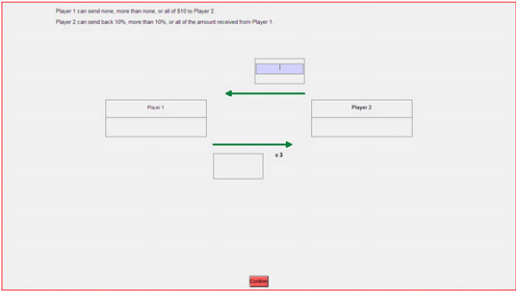 Player 1 can send none, more than none, or all of $10 to Player 2.
Player 2 can send back 10%, more than 10%, or all of the amount received from Player 1.
Player 1
Player 2
x 3
Confirm